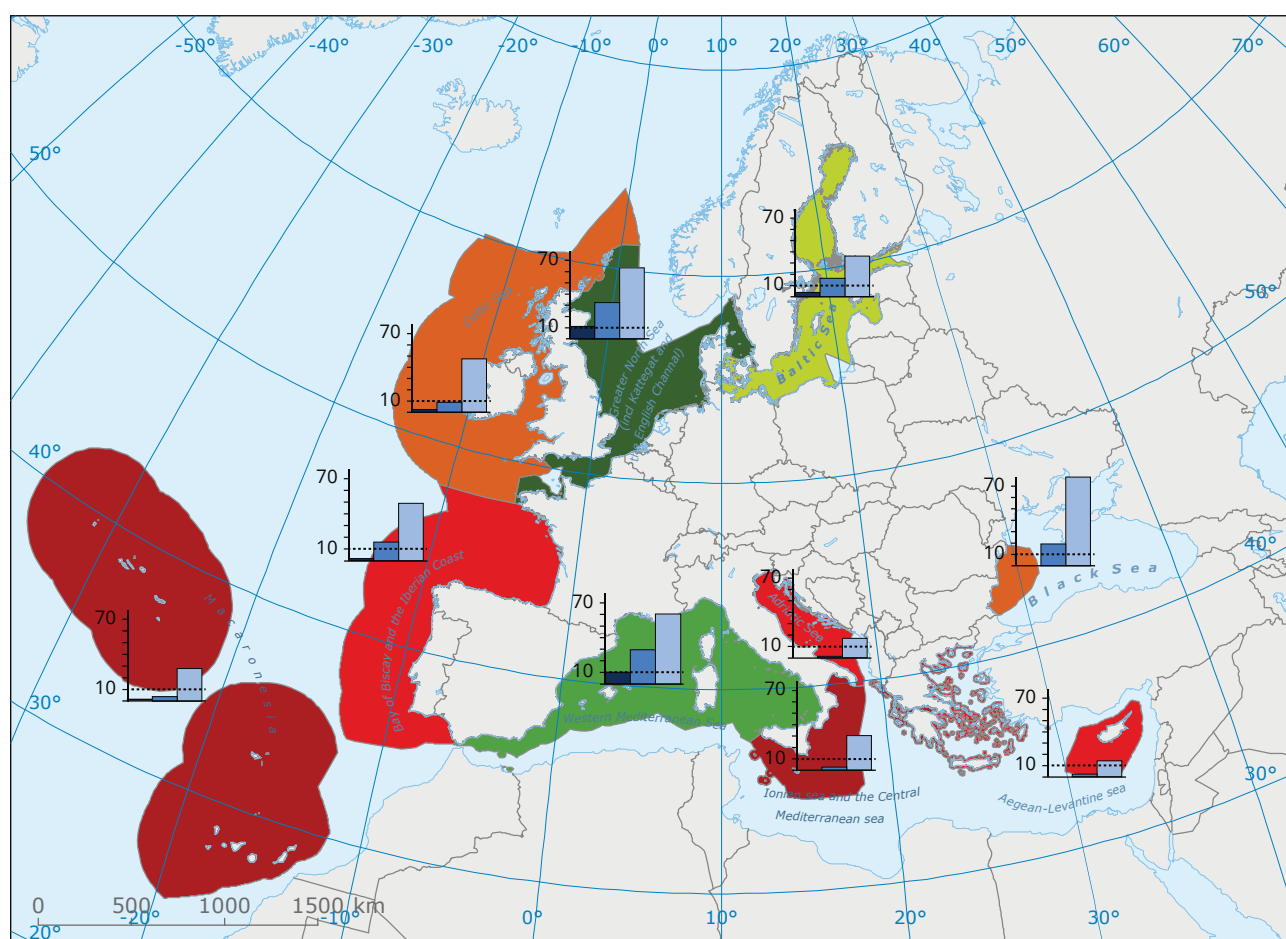 -50° -40° -30° -20° -10° 0° 10° 20° 30° 40° 50° 60° 70°
50°
40°
30°
20°
50°
40°
30°
70
10
Celtic Sea
70
10
Greater North Sea
(incl Kattegat and
the English Channal)
70
10
Baltic Sea
70
10
Bay of Biscay and the Iberian Coast
70
10
Macaronesia
70
10
Western Mediterranean Sea
70
10
Adriatic Sea
70
10
Ionian sea and the Central
Mediterranean sea
70
10
Aegean-Levantine sea
70
10
Black Sea
0 500 1000 1500 km
-20° -10° 0° 10° 20° 30°